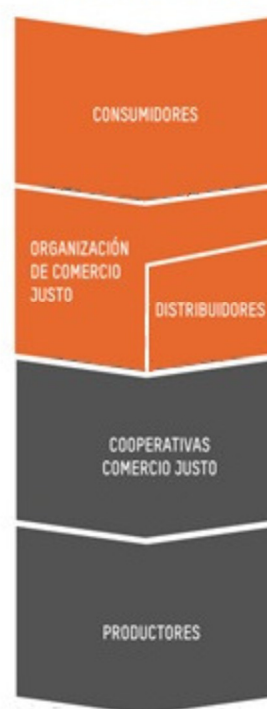 CONSUMIDORES
ORGANIZACIÓN
DE COMERCIO
JUSTO
DISTRIBUIDORES
COOPERATIVAS
COMERCIO JUSTO
PRODUCTORES